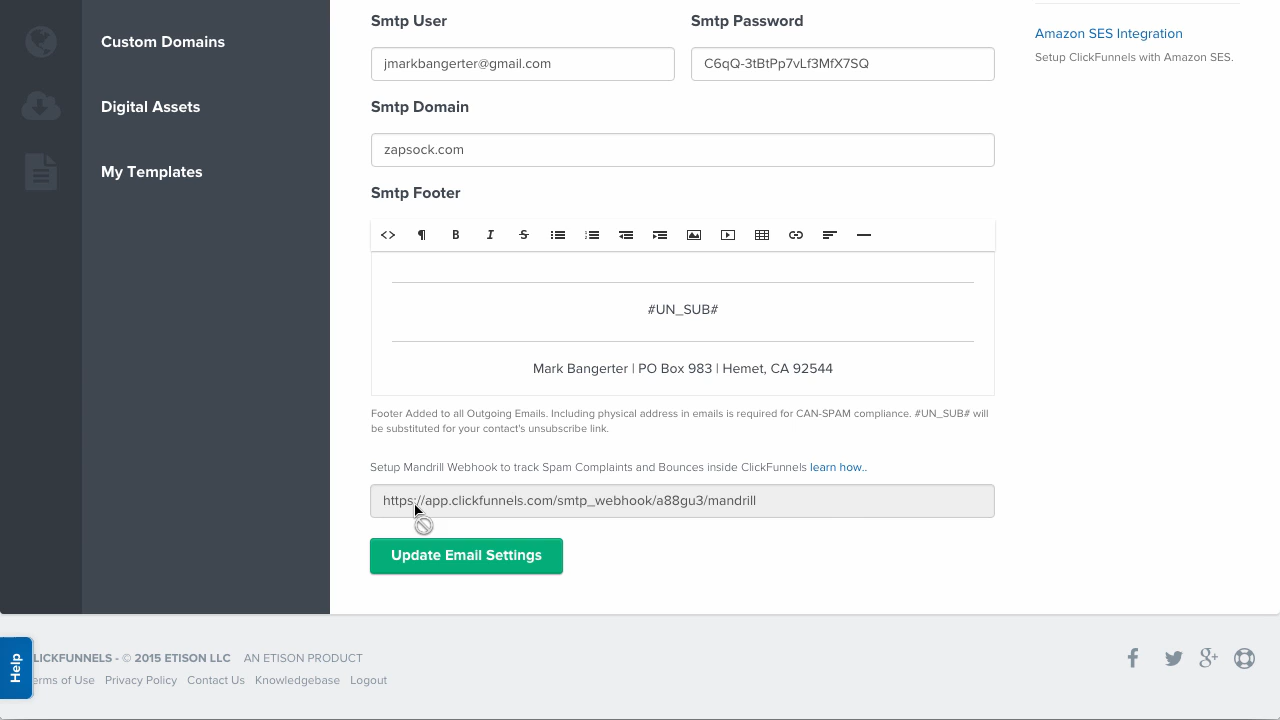 Custom Domains
Digital Assets
My Templates
Smtp User
Smtp Password
jmarkbangerter@gmail.com
C6qQ-3tBtPp7vLf3MfX7SQ
Smtp Domain
zapsock.com
Smtp Footer
<> ¶ B I S
#UN_SUB#
Mark Bangerter | PO Box 983 | Hemet, CA 92544
Footer Added to all Outgoing Emails. Including physical address in emails is required for CAN-SPAM compliance. #UN_SUB# will
be substituted for your contact's unsubscribe link.
Setup Mandrill Webhook to track Spam Complaints and Bounces inside ClickFunnels learn how..
https://app.clickfunnels.com/smtp_webhook/a88gu3/mandrill
Update Email Settings
Amazon SES Integration
Setup ClickFunnels with Amazon SES.
Help
LICKFUNNELS - © 2015 ETISON LLC AN ETISON PRODUCT
erms of Use Privacy Policy Contact Us Knowledgebase Logout